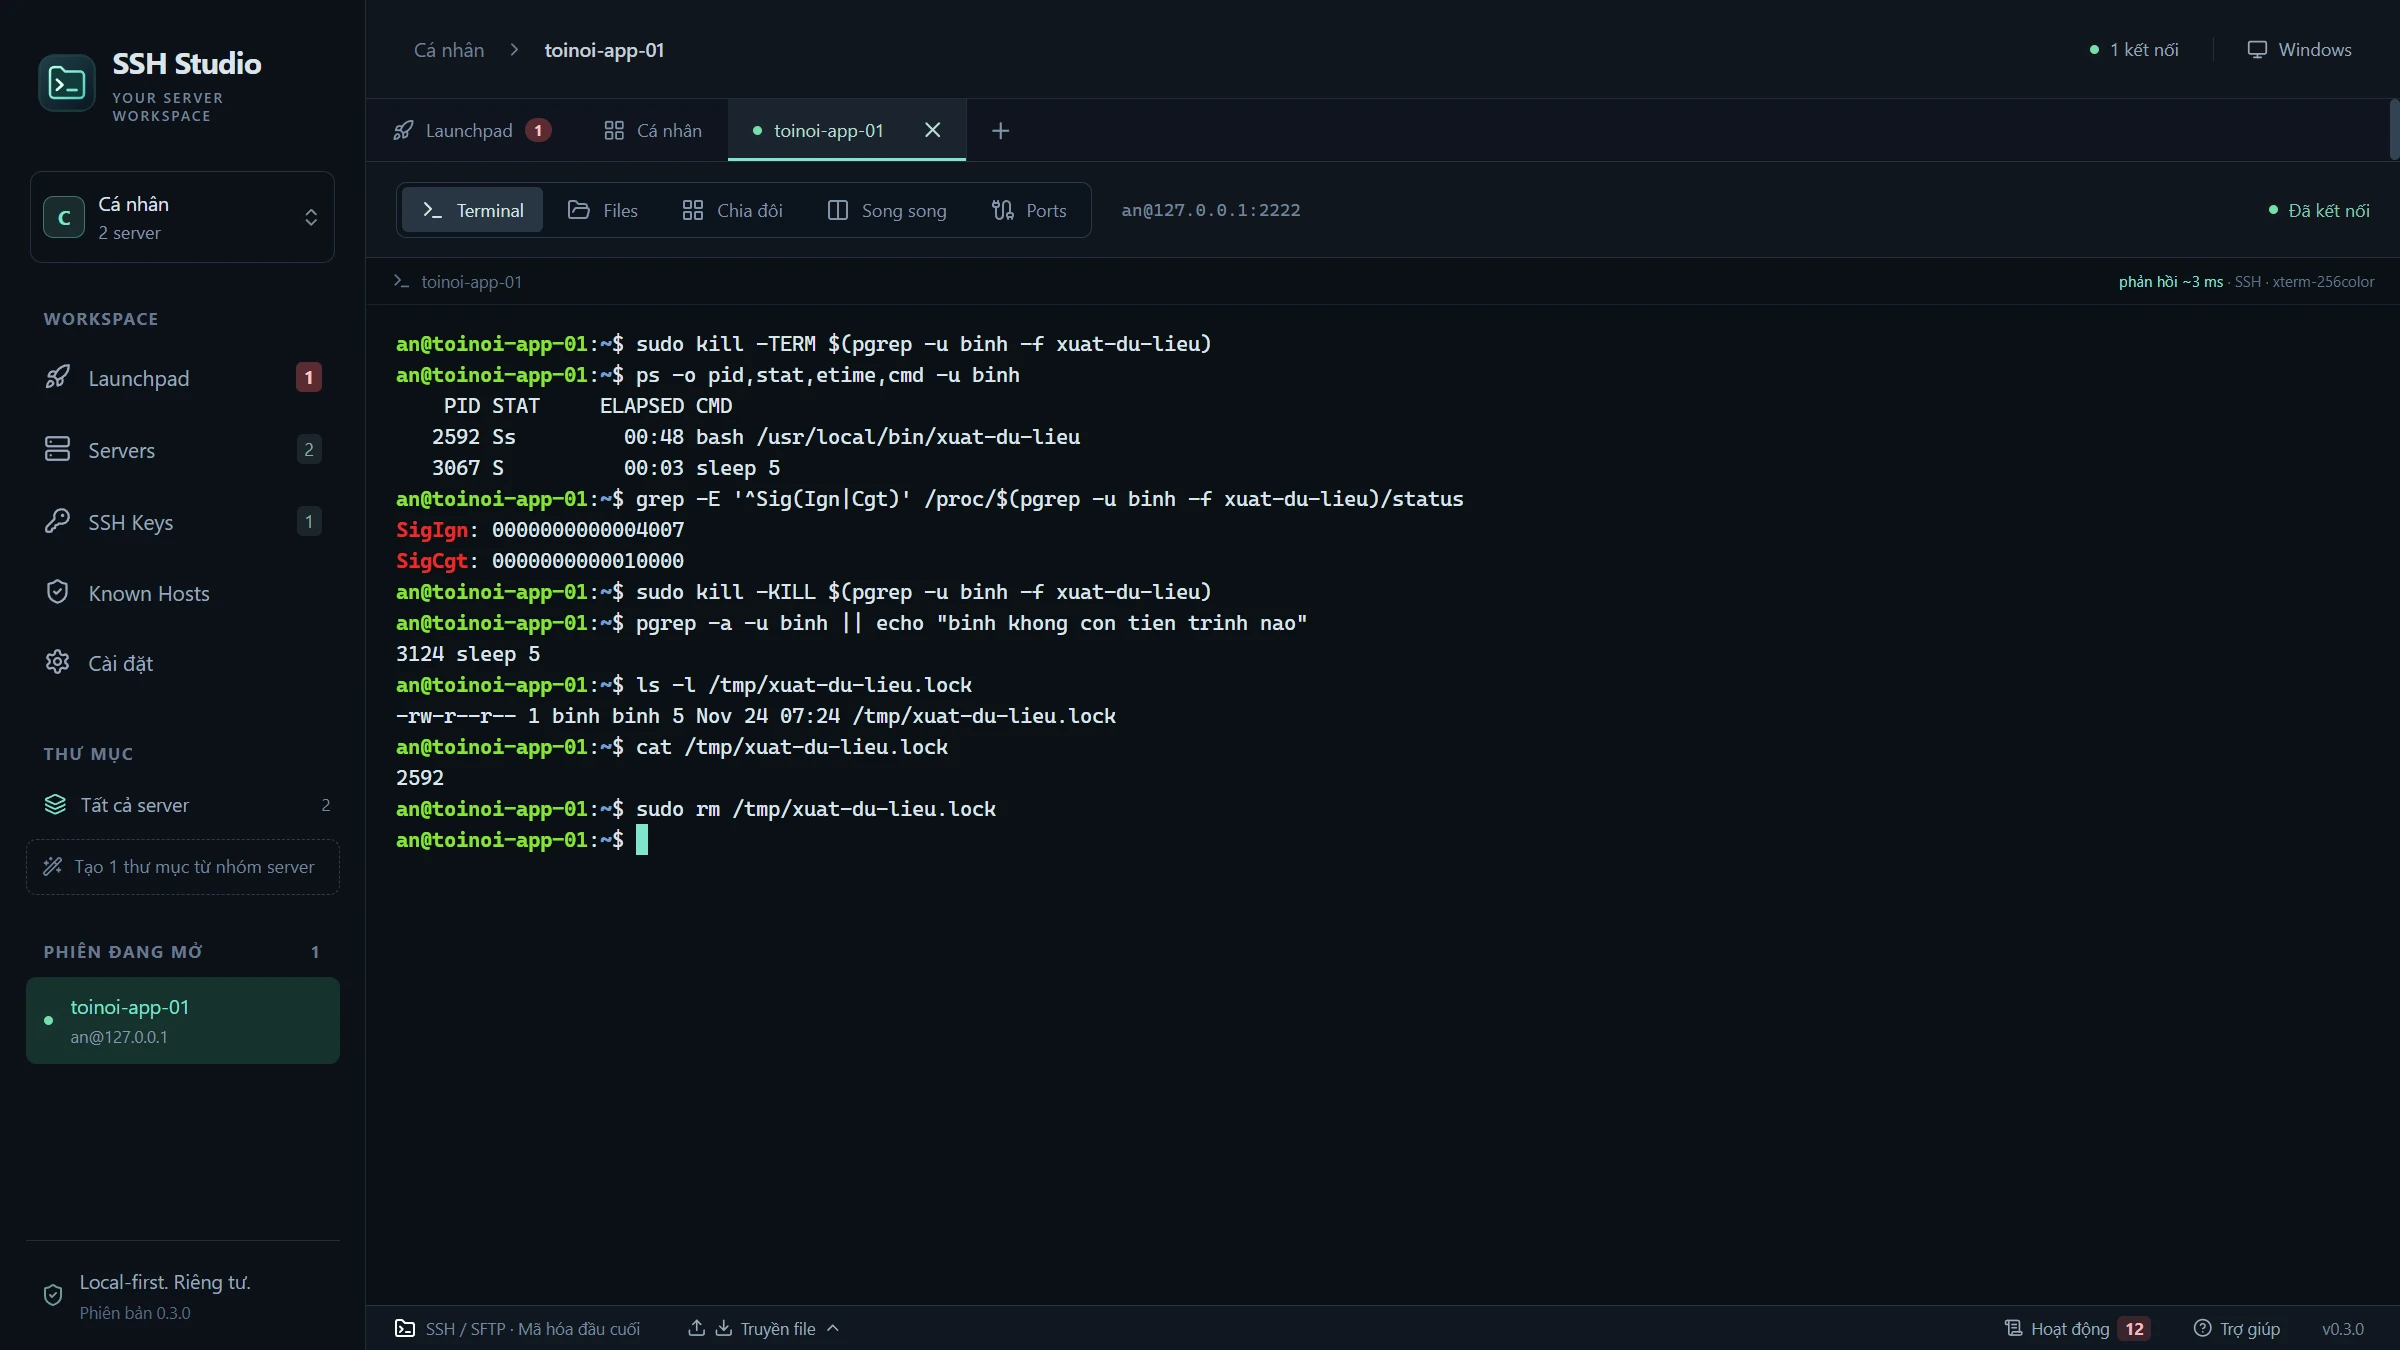 SSH Studio
YOUR SERVER
WORKSPACE
C
Cá nhân
2 server
WORKSPACE
Launchpad 1
Servers 2
SSH Keys 1
Known Hosts
Cài đặt
THƯ MỤC
Tất cả server 2
Tạo 1 thư mục từ nhóm server
PHIÊN ĐANG MỞ 1
toinoi-app-01
an@127.0.0.1
Local-first. Riêng tư.
Phiên bản 0.3.0
Cá nhân > toinoi-app-01
1 kết nối
Windows
Launchpad 1
Cá nhân
toinoi-app-01
Terminal
Files
Chia đôi
Song song
Ports
an@127.0.0.1:2222
Đã kết nối
toinoi-app-01
phản hồi ~3 ms · SSH · xterm-256color
an@toinoi-app-01:~$ sudo kill -TERM $(pgrep -u binh -f xuat-du-lieu)
an@toinoi-app-01:~$ ps -o pid,stat,etime,cmd -u binh
    PID STAT     ELAPSED CMD
   2592 Ss         00:48 bash /usr/local/bin/xuat-du-lieu
   3067 S          00:03 sleep 5
an@toinoi-app-01:~$ grep -E '^Sig(Ign|Cgt)' /proc/$(pgrep -u binh -f xuat-du-lieu)/status
SigIgn: 0000000000004007
SigCgt: 0000000000010000
an@toinoi-app-01:~$ sudo kill -KILL $(pgrep -u binh -f xuat-du-lieu)
an@toinoi-app-01:~$ pgrep -a -u binh || echo "binh khong con tien trinh nao"
3124 sleep 5
an@toinoi-app-01:~$ ls -l /tmp/xuat-du-lieu.lock
-rw-r--r-- 1 binh binh 5 Nov 24 07:24 /tmp/xuat-du-lieu.lock
an@toinoi-app-01:~$ cat /tmp/xuat-du-lieu.lock
2592
an@toinoi-app-01:~$ sudo rm /tmp/xuat-du-lieu.lock
an@toinoi-app-01:~$
SSH / SFTP · Mã hóa đầu cuối
Truyền file
Hoạt động 12
Trợ giúp
v0.3.0